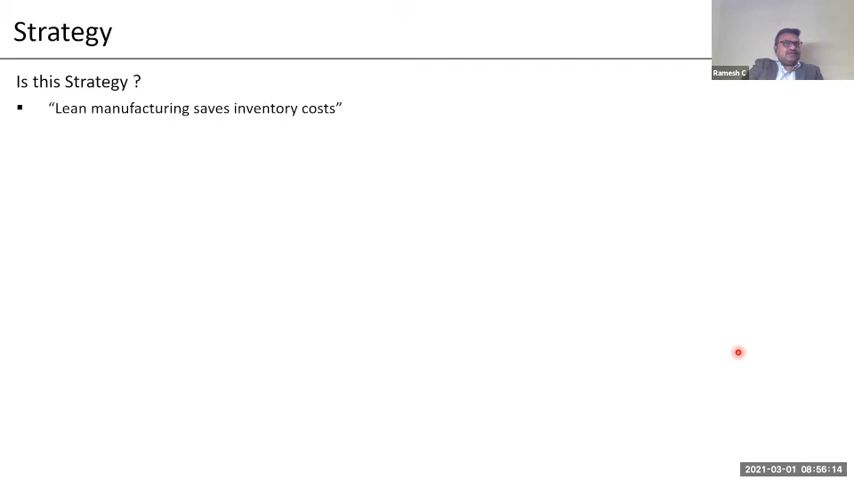 Strategy
Ramesh C
Is this Strategy ?
▪ “Lean manufacturing saves inventory costs”
2021-03-01 08:56:14